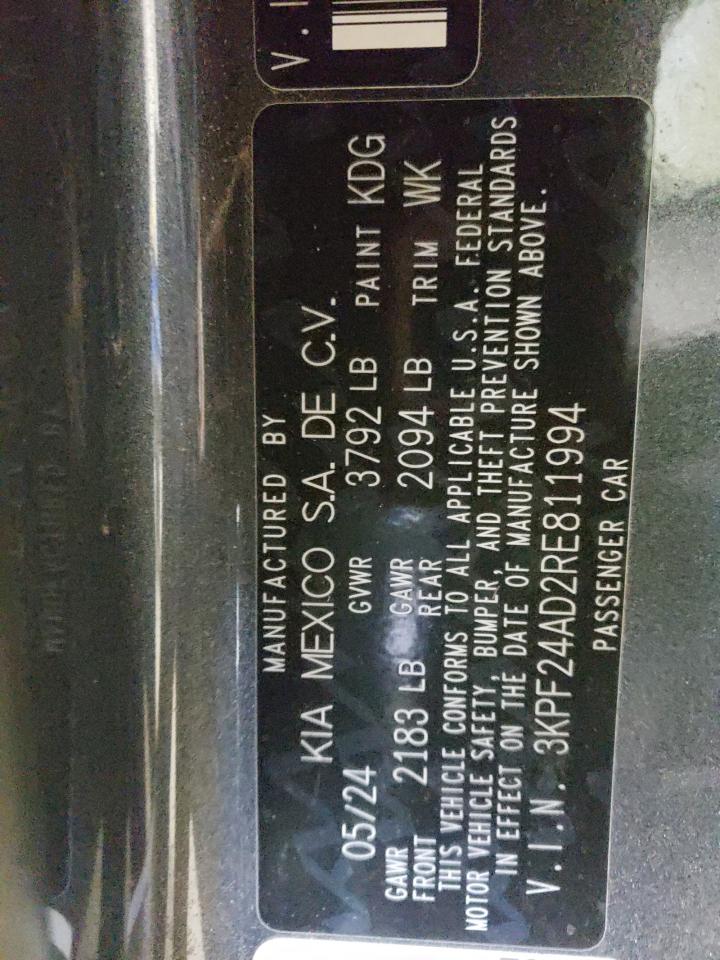 V.I
MANUFACTURED BY
KIA MEXICO S.A. DE C.V.
05/24 GVWR 3792 LB PAINT KDG
GAWR FRONT 2183 LB GAWR REAR 2094 LB TRIM WK
THIS VEHICLE CONFORMS TO ALL APPLICABLE U.S.A. FEDERAL
MOTOR VEHICLE SAFETY, BUMPER, AND THEFT PREVENTION STANDARDS
IN EFFECT ON THE DATE OF MANUFACTURE SHOWN ABOVE.
V.I.N. 3KPF24AD2RE811994
PASSENGER CAR